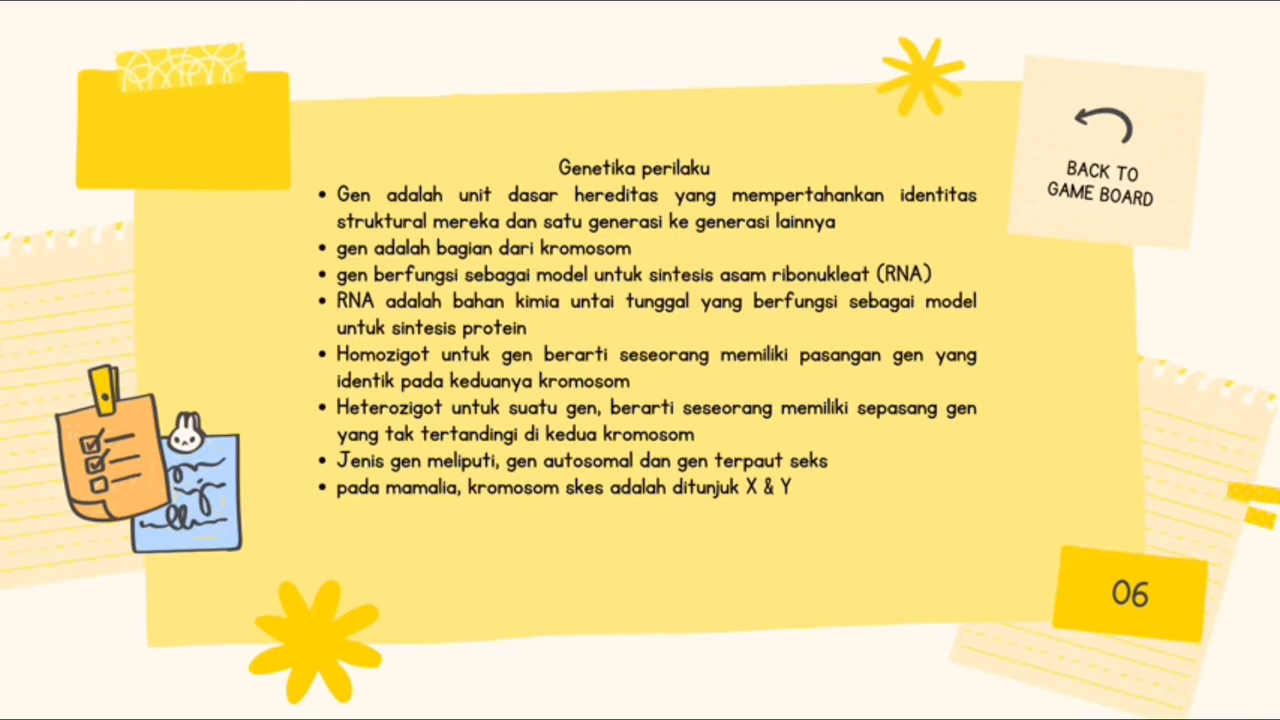 Genetika perilaku
• Gen adalah unit dasar hereditas yang mempertahankan identitas
struktural mereka dan satu generasi ke generasi lainnya
• gen adalah bagian dari kromosom
• gen berfungsi sebagai model untuk sintesis asam ribonukleat (RNA)
• RNA adalah bahan kimia untai tunggal yang berfungsi sebagai model
untuk sintesis protein
• Homozigot untuk gen berarti seseorang memiliki pasangan gen yang
identik pada keduanya kromosom
• Heterozigot untuk suatu gen, berarti seseorang memiliki sepasang gen
yang tak tertandingi di kedua kromosom
• Jenis gen meliputi, gen autosomal dan gen terpaut seks
• pada mamalia, kromosom skes adalah ditunjuk X & Y
BACK TO
GAME BOARD
06